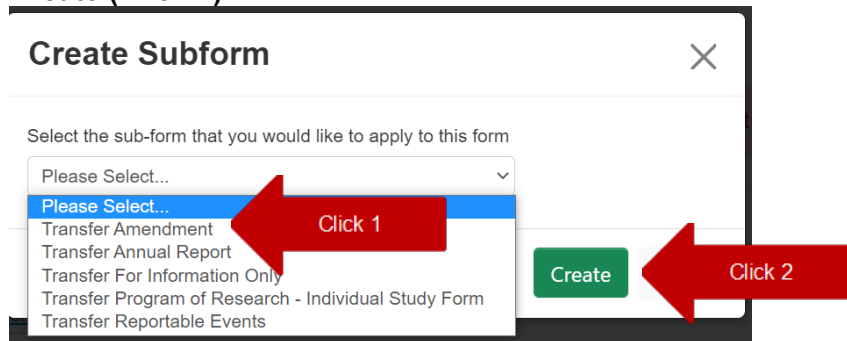 Create Subform
Select the sub-form that you would like to apply to this form
Please Select...
Please Select...
Transfer Amendment
Click 1
Transfer Annual Report
Transfer For Information Only
Transfer Program of Research - Individual Study Form
Transfer Reportable Events
Create
Click 2